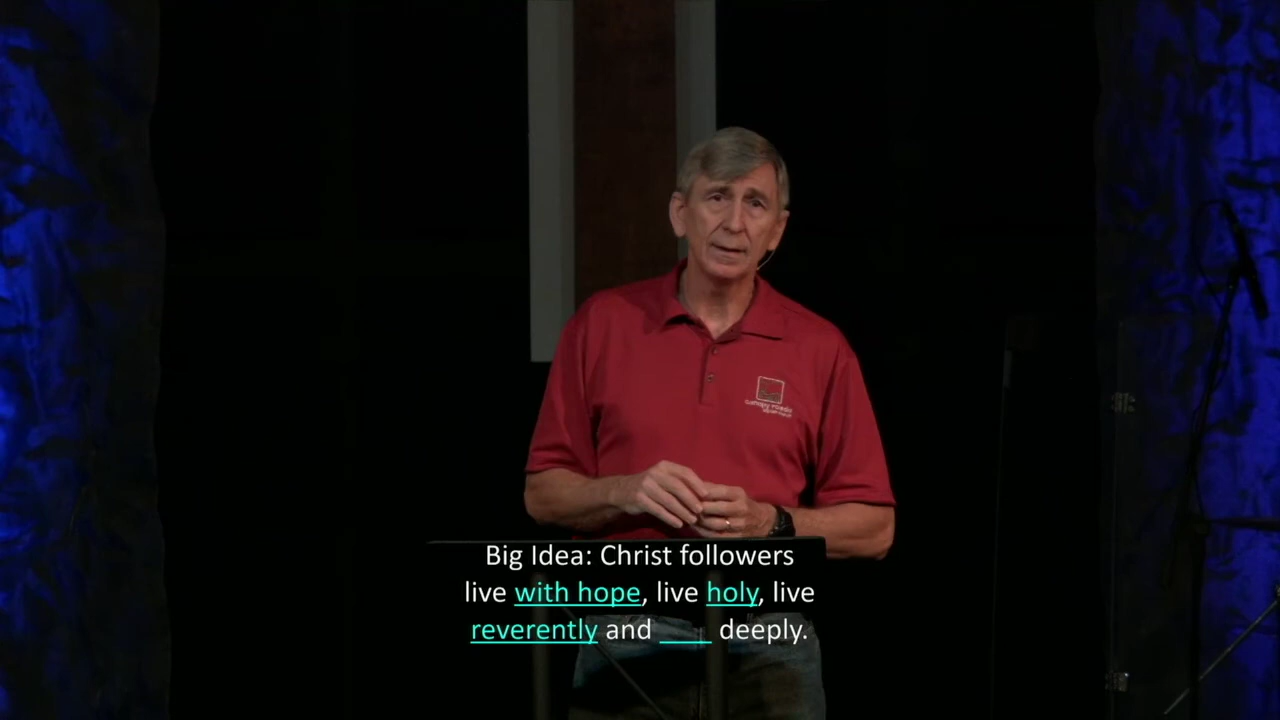 Big Idea: Christ followers
live with hope, live holy, live
reverently and ____ deeply.